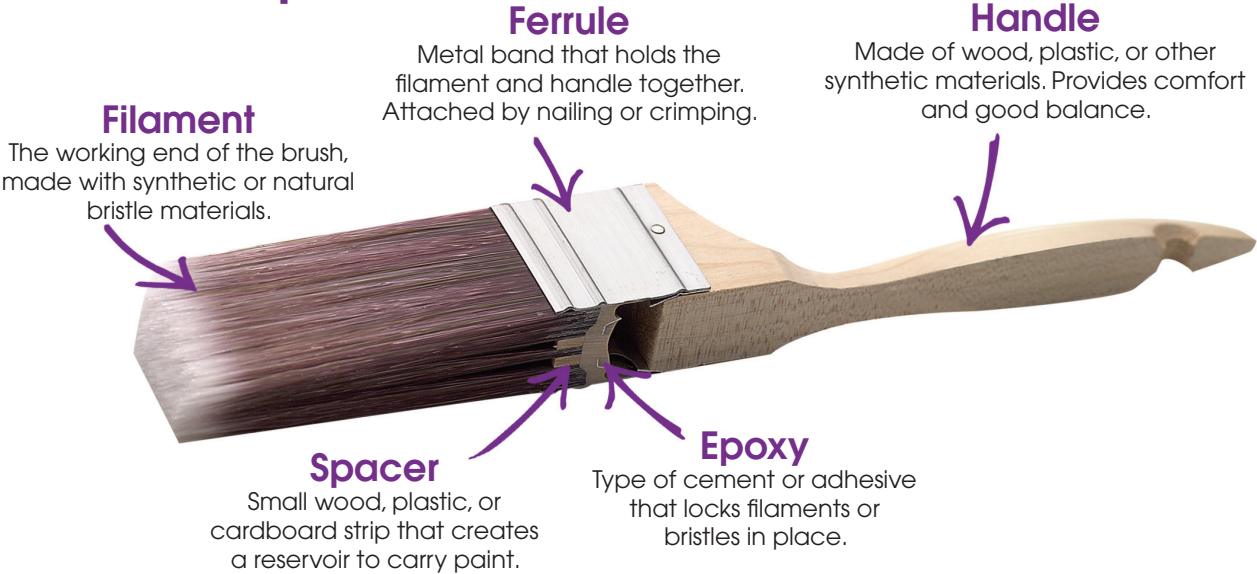 Ferrule
Metal band that holds the
filament and handle together.
Attached by nailing or crimping.
Handle
Made of wood, plastic, or other
synthetic materials. Provides comfort
and good balance.
Filament
The working end of the brush,
made with synthetic or natural
bristle materials.
Spacer
Small wood, plastic, or
cardboard strip that creates
a reservoir to carry paint.
Epoxy
Type of cement or adhesive
that locks filaments or
bristles in place.